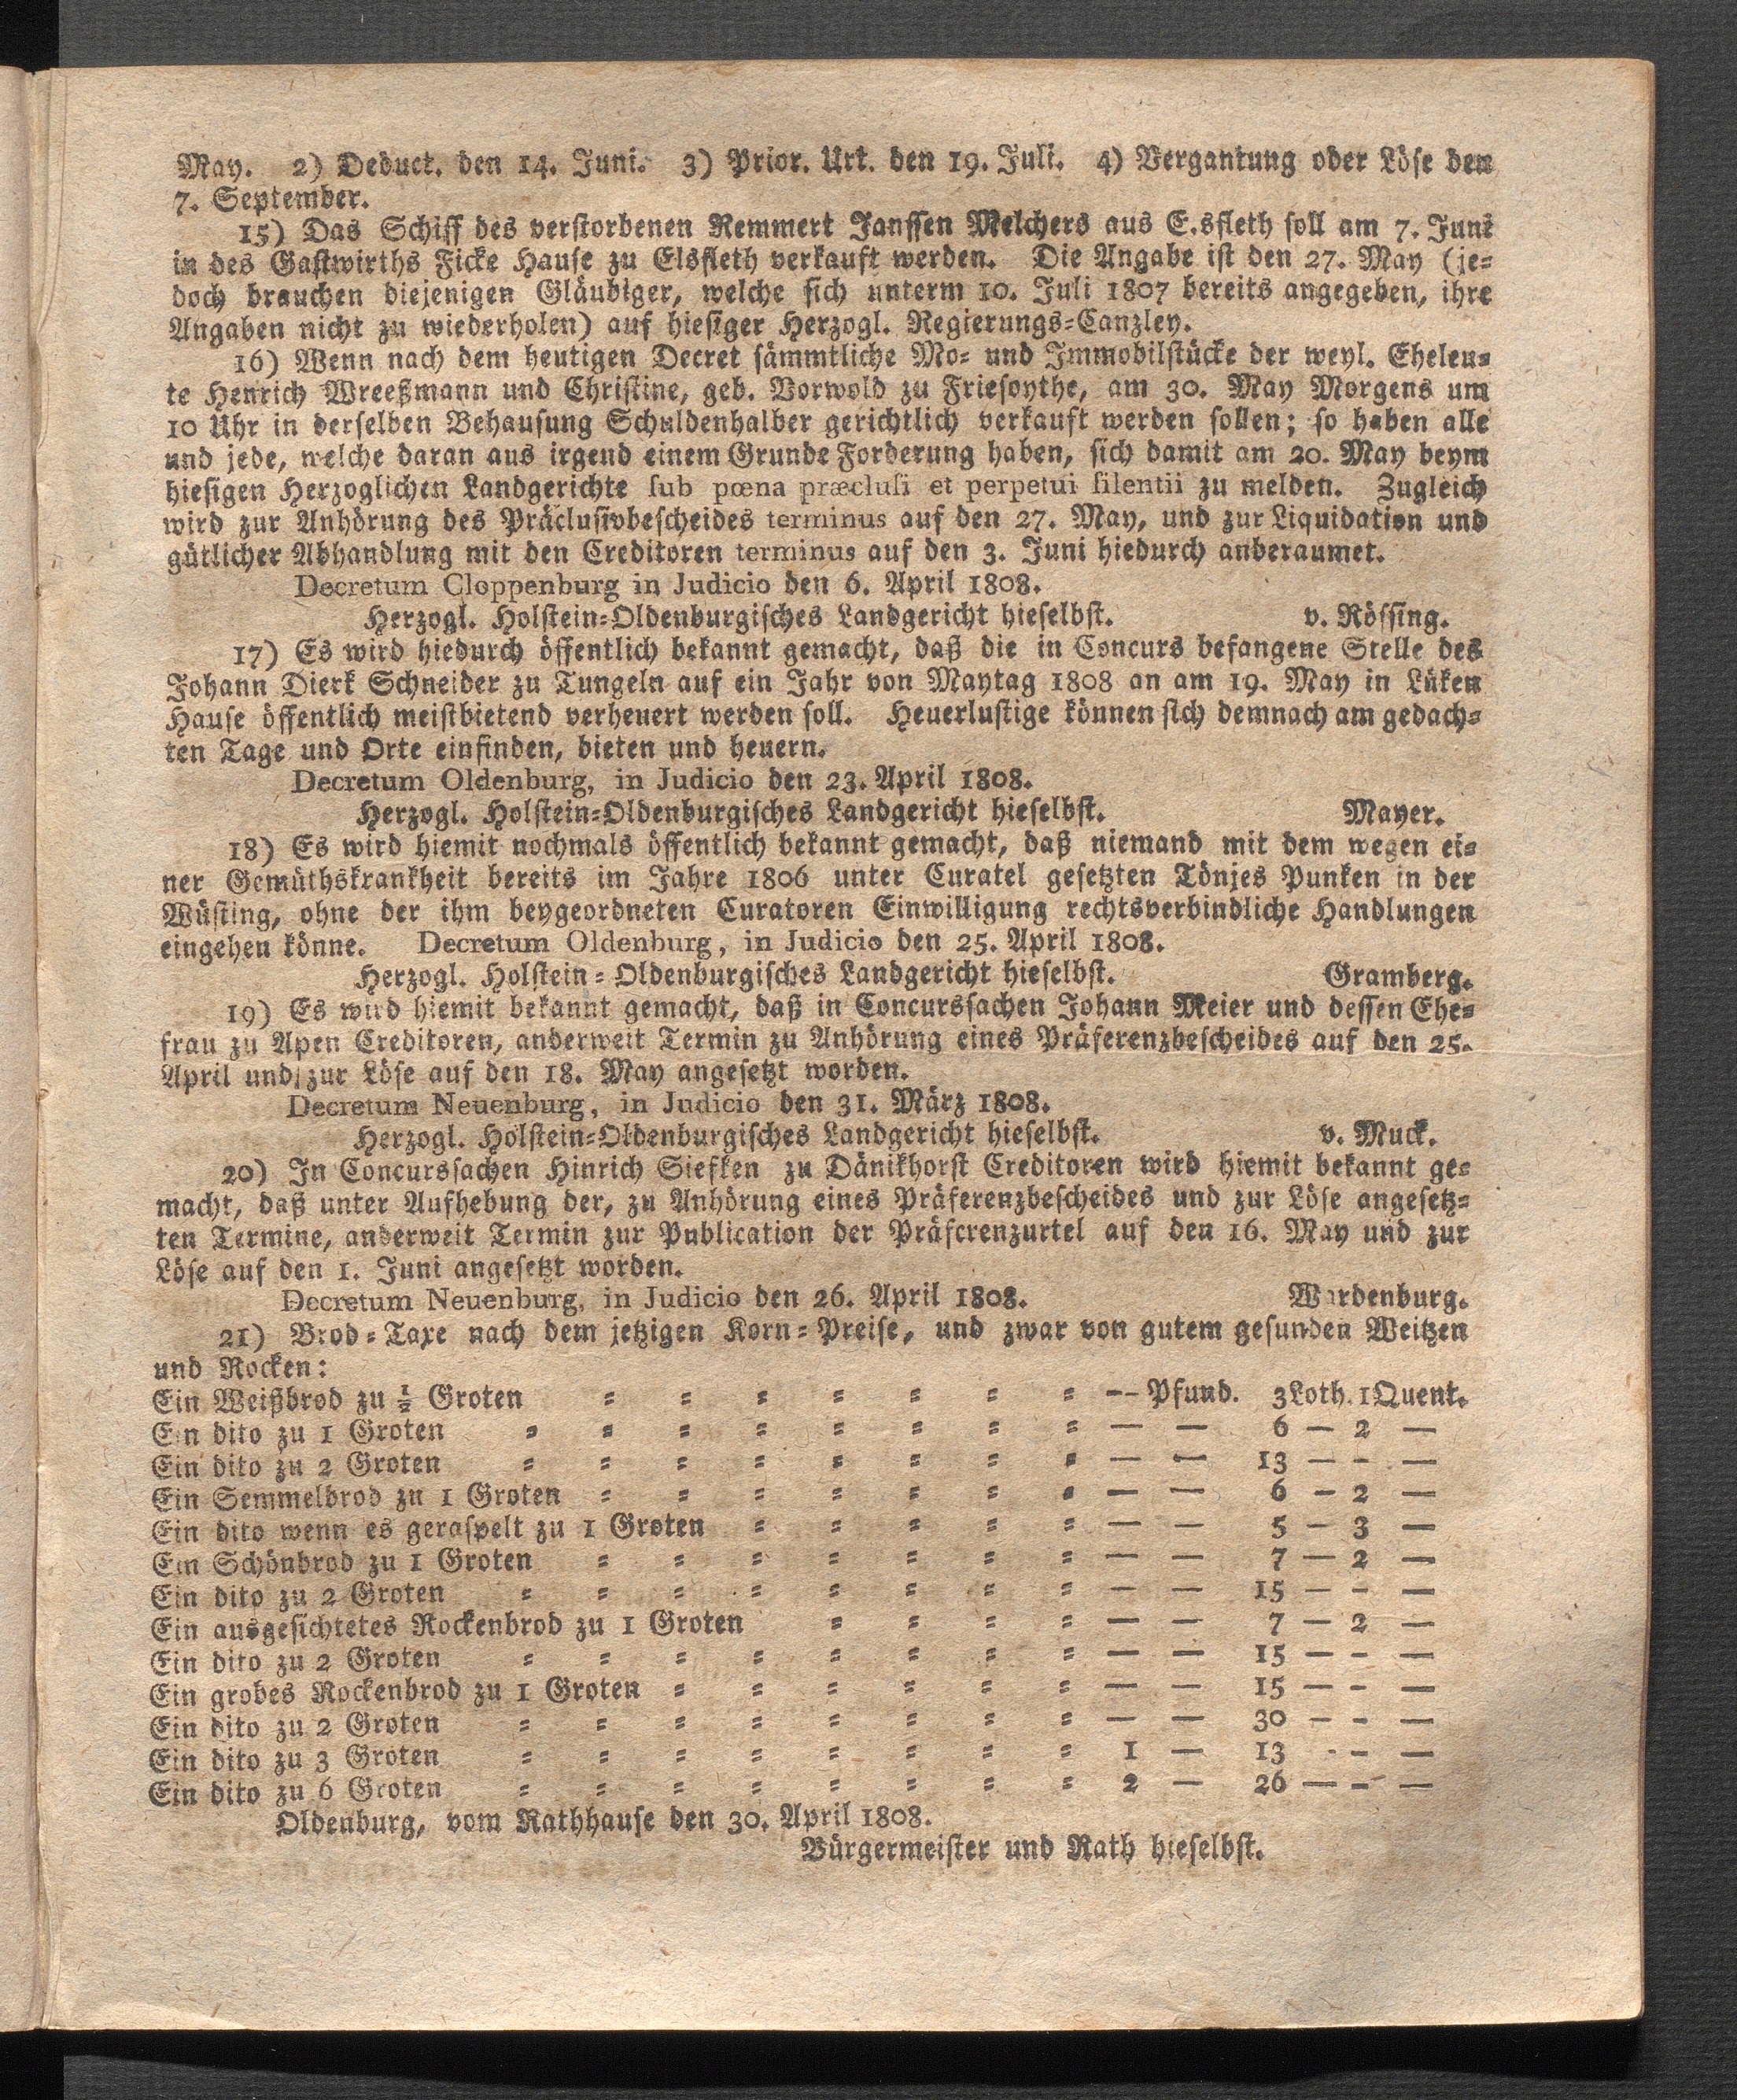 May. 2) Deduct. den 14. Juni. 3) Prior. Urt. den 19. Juli. 4) Vergantung oder Löse den
7. September.
15) Das Schiff des verstorbenen Remmert Janssen Melchers aus E.sfleth soll am 7. Juni
in des Gastwirths Ficke Hause zu Elsfleth verkauft werden. Die Angabe ist den 27. May (je=
doch brauchen diejenigen Gläubiger, welche sich unterm 10. Juli 1807 bereits angegeben, ihre
Angaben nicht zu wiederholen) auf hiesiger Herzogl. Regierungs=Canzley.
16) Wenn nach dem heutigen Decret sämmtliche Mo= und Immobilstücke der weyl. Eheleu=
te Henrich Wreeßmann und Christine, geb. Vorwold zu Friesoythe, am 30. May Morgens um
10 Uhr in derselben Behausung Schuldenhalber gerichtlich verkauft werden sollen; so haben alle
und jede, welche daran aus irgend einem Grunde Forderung haben, sich damit am 20. May beym
hiesigen Herzoglichen Landgerichte sub pœna præclusi et perpetui silentii zu melden. Zugleich
wird zur Anhörung des Präclusivbescheides terminus auf den 27. May, und zur Liquidation und
gütlicher Abhandlung mit den Creditoren terminus auf den 3. Juni hiedurch anberaumet.
Decretum Cloppenburg in Judicio den 6. April 1808.
Herzogl. Holstein=Oldenburgisches Landgericht hieselbst. v. Rössing.
17) Es wird hiedurch öffentlich bekannt gemacht, daß die in Concurs befangene Stelle des
Johann Dierk Schneider zu Tungeln auf ein Jahr von Maytag 1808 an am 19. May in Lüken
Hause öffentlich meistbietend verheuert werden soll. Heuerlustige können sich demnach am gedach=
ten Tage und Orte einfinden, bieten und heuern.
Decretum Oldenburg, in Judicio den 23. April 1808.
Herzogl. Holstein=Oldenburgisches Landgericht hieselbst. Mayer.
18) Es wird hiemit nochmals öffentlich bekannt gemacht, daß niemand mit dem wegen ei=
ner Gemüthskrankheit bereits im Jahre 1806 unter Curatel gesetzten Tönjes Punken in der
Wüsting, ohne der ihm beygeordneten Curatoren Einwilligung rechtsverbindliche Handlungen
eingehen könne. Decretum Oldenburg, in Judicio den 25. April 1808.
Herzogl. Holstein=Oldenburgisches Landgericht hieselbst. Gramberg.
19) Es wird hiemit bekannt gemacht, daß in Concurssachen Johann Meier und dessen Ehe=
frau zu Apen Creditoren, anderweit Termin zu Anhörung eines Präferenzbescheides auf den 25.
April und zur Löse auf den 18. May angesetzt worden.
Decretum Neuenburg, in Judicio den 31. März 1808.
Herzogl. Holstein=Oldenburgisches Landgericht hieselbst. v. Muck.
20) In Concurssachen Hinrich Siefken zu Dänikhorst Creditoren wird hiemit bekannt ge=
macht, daß unter Aufhebung der, zu Anhörung eines Präferenzbescheides und zur Löse angesetz=
ten Termine, anderweit Termin zur Publication der Präferenzurtel auf den 16. May und zur
Löse auf den 1. Juni angesetzt worden.
Decretum Neuenburg, in Judicio den 26. April 1808. Wardenburg.
21) Brod=Taxe nach dem jetzigen Korn=Preise, und zwar von gutem gesunden Weitzen
und Rocken:
Ein Weißbrod zu ½ Groten = = = = = = = — Pfund. 3 Loth. 1 Quent.
Ein dito zu 1 Groten = = = = = = = = — — 6 — 2 —
Ein dito zu 2 Groten = = = = = = = = — — 13 — - —
Ein Semmelbrod zu 1 Groten = = = = = = = — — 6 — 2 —
Ein dito wenn es geraspelt zu 1 Groten = = = = = — — 5 — 3 —
Ein Schönbrod zu 1 Groten = = = = = = = — — 7 — 2 —
Ein dito zu 2 Groten = = = = = = = = — — 15 — - —
Ein ausgesichtetes Rockenbrod zu 1 Groten = = = = — — 7 — 2 —
Ein dito zu 2 Groten = = = = = = = = — — 15 — - —
Ein grobes Rockenbrod zu 1 Groten = = = = = = — — 15 — - —
Ein dito zu 2 Groten = = = = = = = = — — 30 — - —
Ein dito zu 3 Groten = = = = = = = = 1 — 13 - - —
Ein dito zu 6 Groten = = = = = = = = 2 — 26 — - —
Oldenburg, vom Rathhause den 30. April 1808.
Bürgermeister und Rath hieselbst.